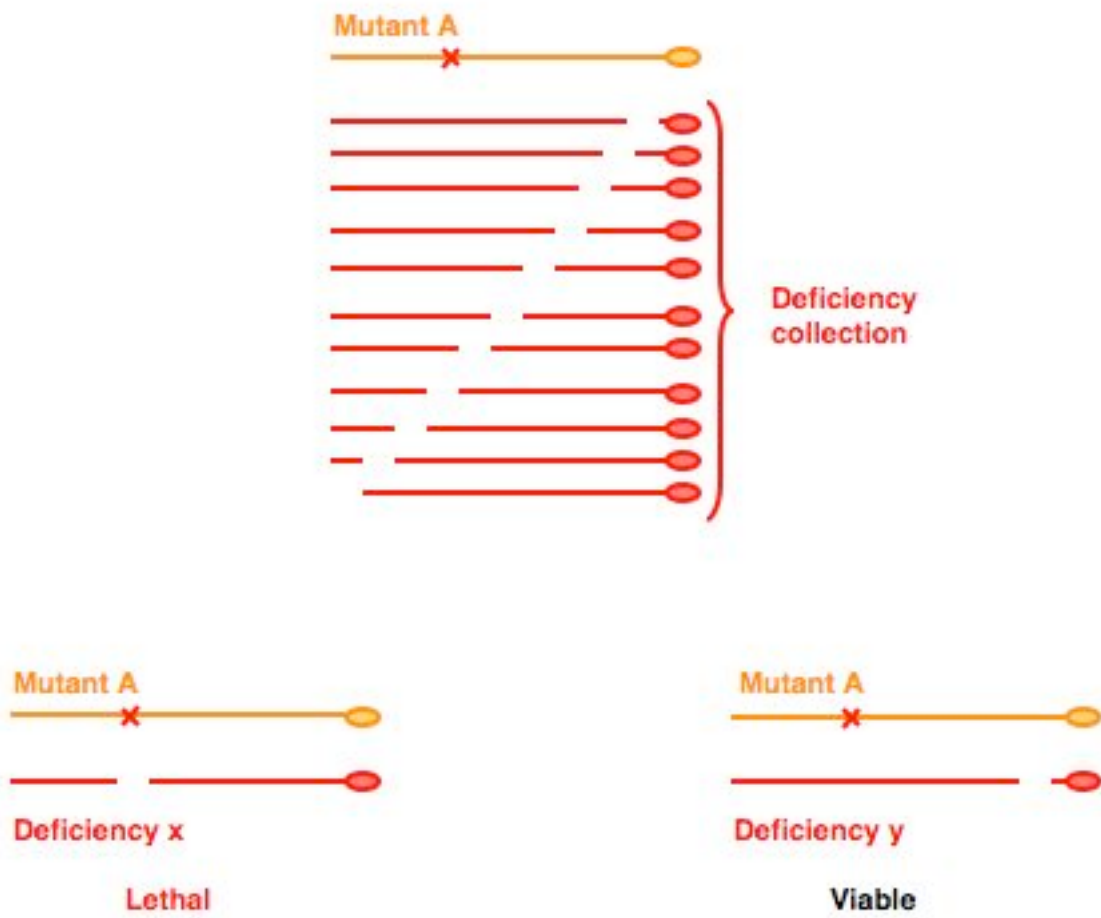 Mutant A
Deficiency
collection
Mutant A
Mutant A
Deficiency x
Deficiency y
Lethal
Viable